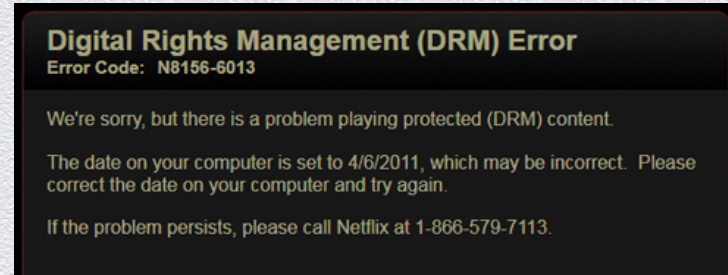 Digital Rights Management (DRM) Error
Error Code: N8156-6013
We're sorry, but there is a problem playing protected (DRM) content.
The date on your computer is set to 4/6/2011, which may be incorrect. Please
correct the date on your computer and try again.
If the problem persists, please call Netflix at 1-866-579-7113.